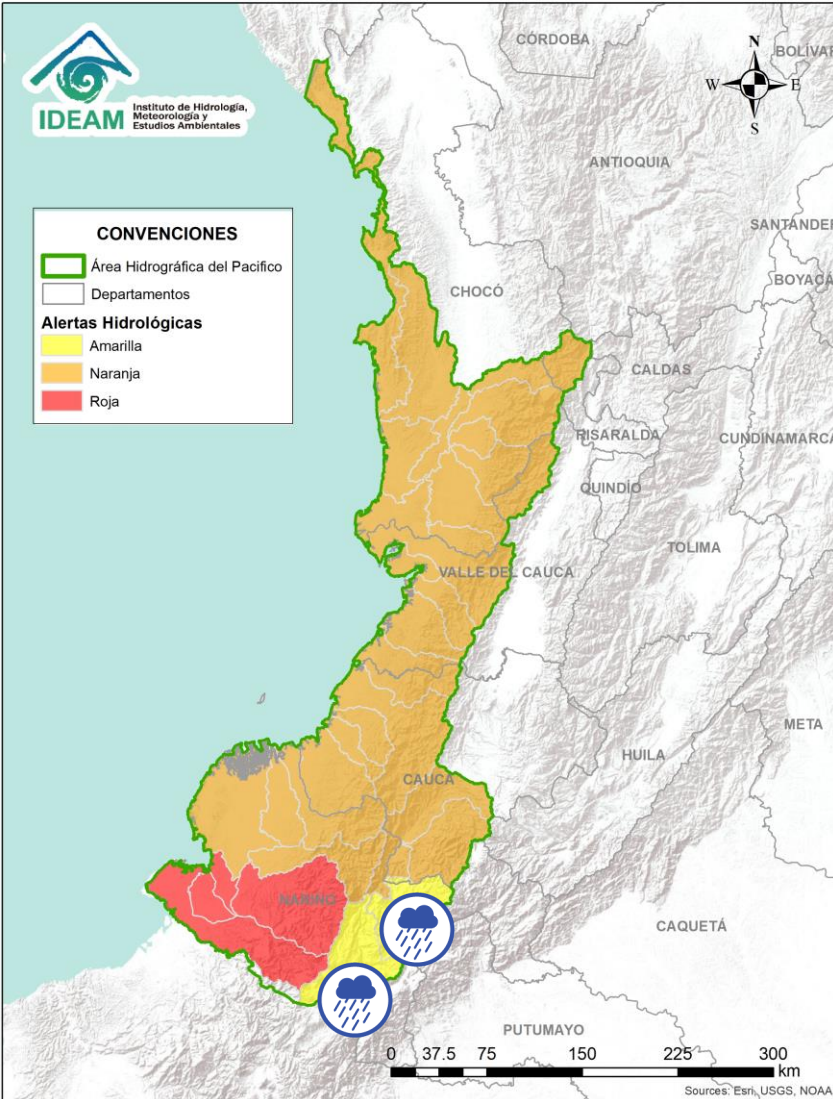 IDEAM
Instituto de Hidrología,
Meteorología y
Estudios Ambientales
CONVENCIONES
Área Hidrográfica del Pacifico
Departamentos
Alertas Hidrológicas
Amarilla
Naranja
Roja
N
W
E
S
CÓRDOBA
BOLÍVAR
ANTIOQUIA
SANTANDER
BOYACÁ
CHOCÓ
CALDAS
RISARALDA
CUNDINAMARCA
QUINDÍO
TOLIMA
VALLE DEL CAUCA
META
HUILA
CAUCA
NARIÑO
CAQUETÁ
PUTUMAYO
0 37.5 75 150 225 300
km
Sources: Esri, USGS, NOAA